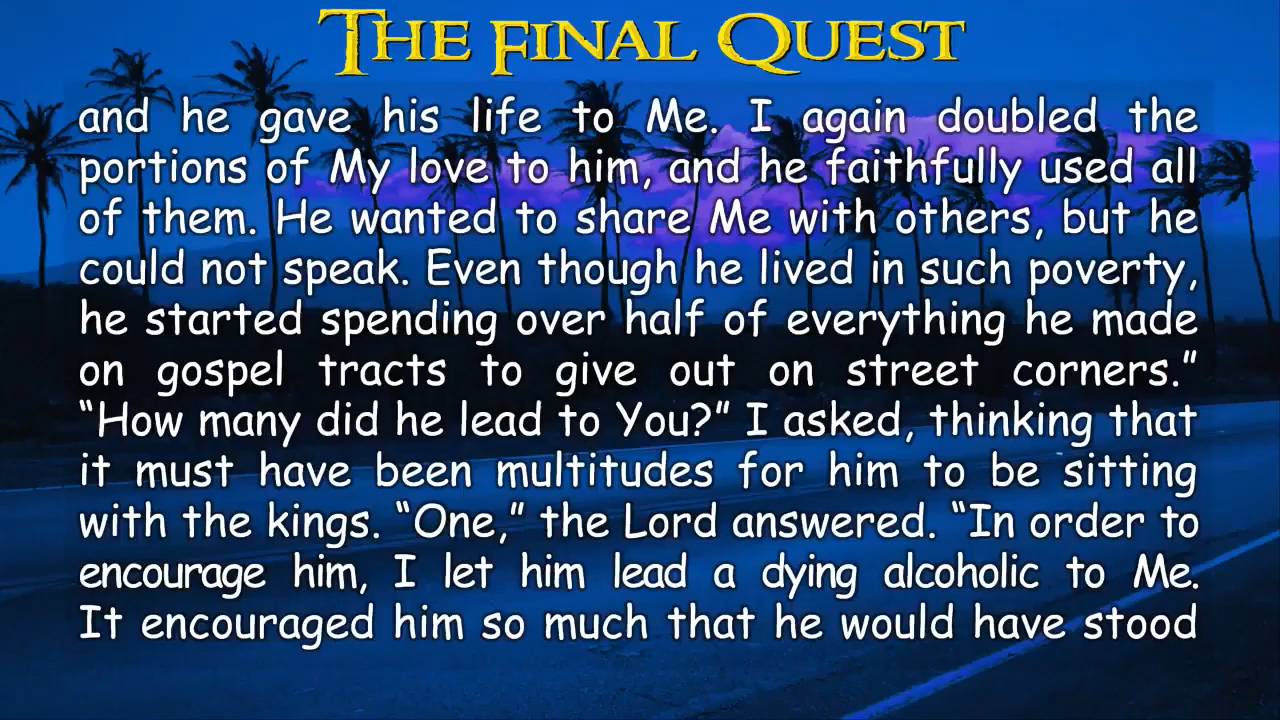 THE FINAL QUEST
and he gave his life to Me. I again doubled the
portions of My love to him, and he faithfully used all
of them. He wanted to share Me with others, but he
could not speak. Even though he lived in such poverty,
he started spending over half of everything he made
on gospel tracts to give out on street corners.”
“How many did he lead to You?” I asked, thinking that
it must have been multitudes for him to be sitting
with the kings. “One,” the Lord answered. “In order to
encourage him, I let him lead a dying alcoholic to Me.
It encouraged him so much that he would have stood